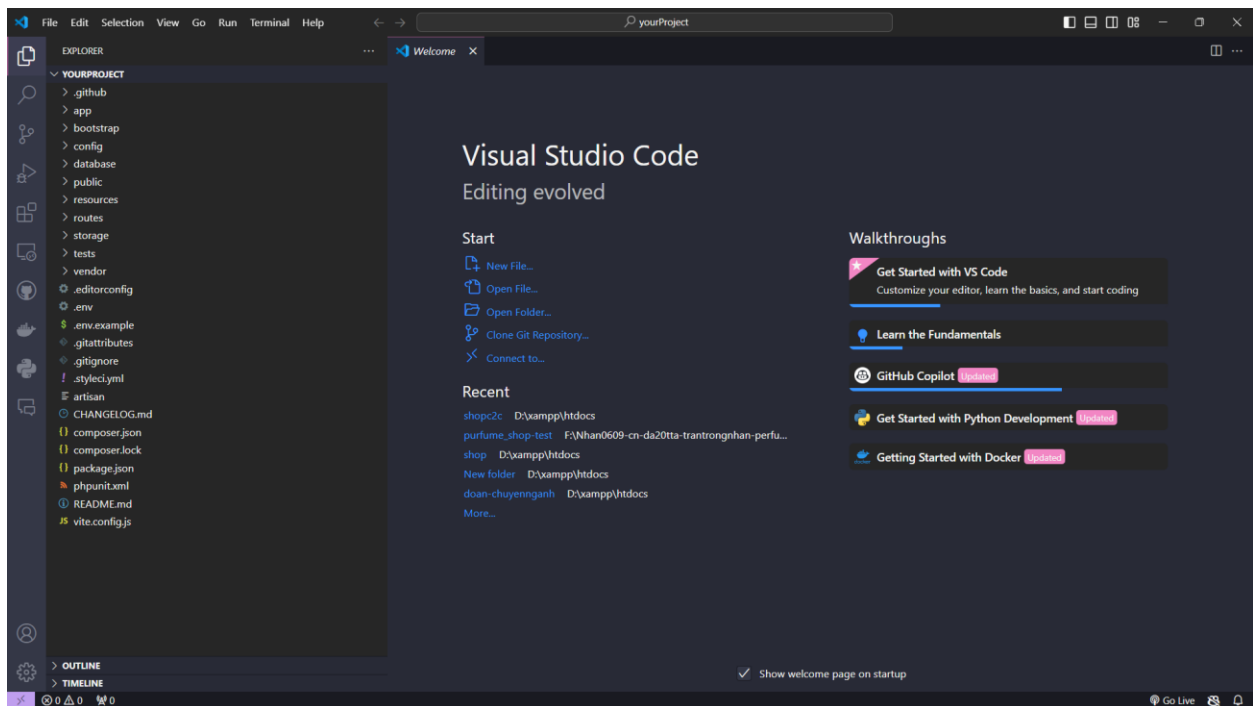 File Edit Selection View Go Run Terminal Help
yourProject
EXPLORER
Welcome
YOURPROJECT
.github
app
bootstrap
config
database
public
resources
routes
storage
tests
vendor
.editorconfig
.env
$ .env.example
.gitattributes
.gitignore
! .styleci.yml
artisan
CHANGELOG.md
{} composer.json
{} composer.lock
{} package.json
phpunit.xml
README.md
JS vite.config.js
OUTLINE
TIMELINE
Visual Studio Code
Editing evolved
Start
New File...
Open File...
Open Folder...
Clone Git Repository...
Connect to...
Recent
shopc2c D:\xampp\htdocs
purfume_shop-test F:\Nhan0609-cn-da20tta-trantrongnhan-perfu...
shop D:\xampp\htdocs
New folder D:\xampp\htdocs
doan-chuyennganh D:\xampp\htdocs
More...
Walkthroughs
Get Started with VS Code
Customize your editor, learn the basics, and start coding
Learn the Fundamentals
GitHub Copilot Updated
Get Started with Python Development Updated
Getting Started with Docker Updated
Show welcome page on startup
0 0 0
Go Live